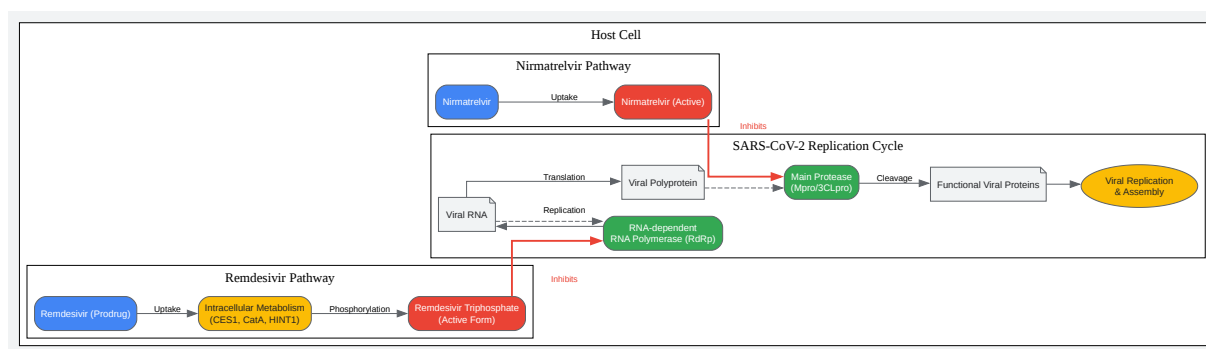 Host Cell
Nirmatrelvir Pathway
Nirmatrelvir
Uptake
Nirmatrelvir (Active)
Inhibits
SARS-CoV-2 Replication Cycle
Viral RNA
Translation
Replication
Viral Polyprotein
RNA-dependent
RNA Polymerase (RdRp)
Main Protease
(Mpro/3CLpro)
Cleavage
Functional Viral Proteins
Viral Replication
& Assembly
Inhibits
Remdesivir Pathway
Remdesivir (Prodrug)
Uptake
Intracellular Metabolism
(CES1, CatA, HINT1)
Phosphorylation
Remdesivir Triphosphate
(Active Form)